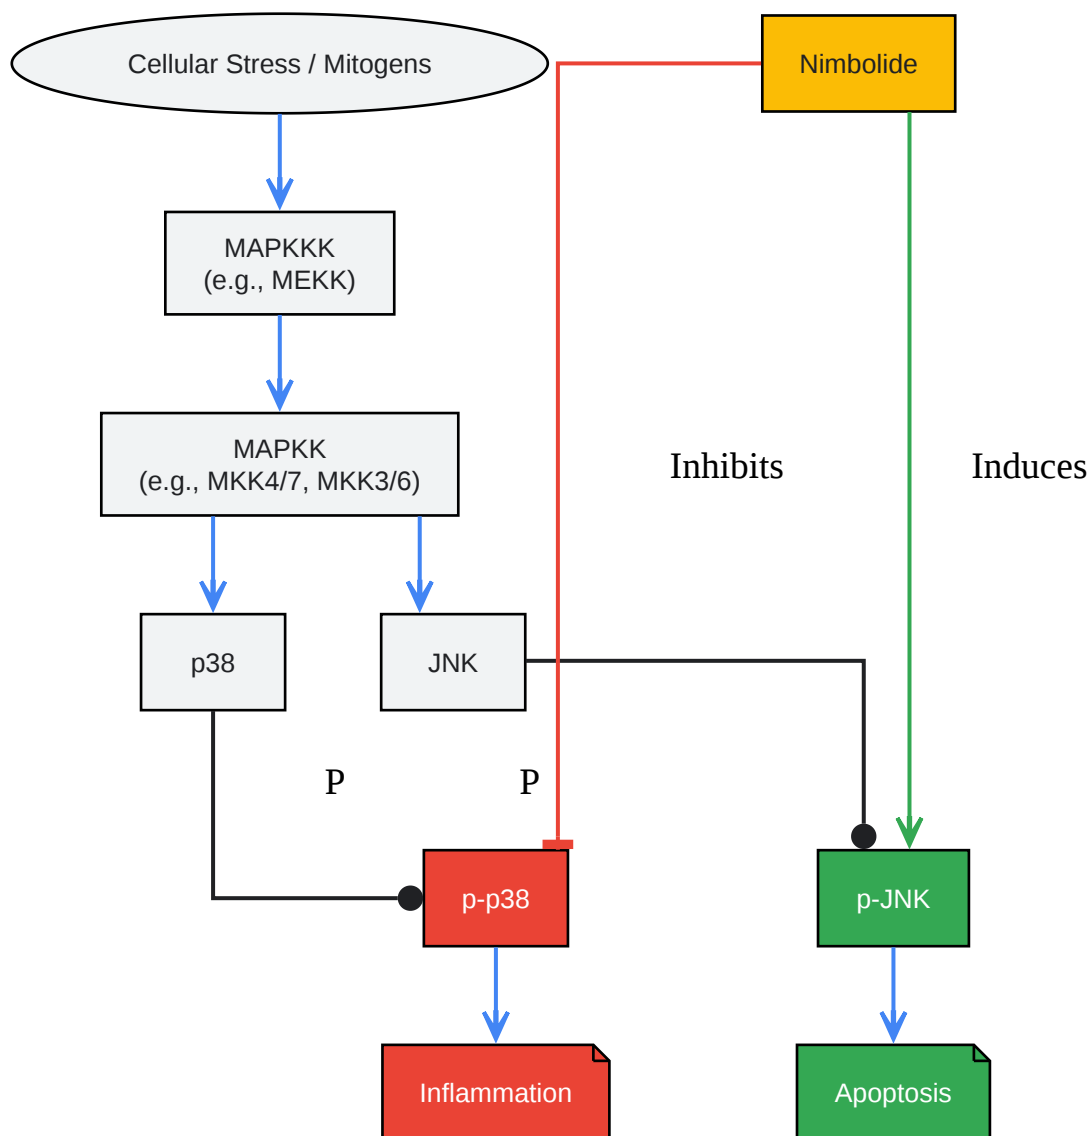 Cellular Stress / Mitogens
Nimbolide
MAPKKK
(e.g., MEKK)
MAPKK
(e.g., MKK4/7, MKK3/6)
Inhibits
Induces
p38
JNK
P
P
p-p38
p-JNK
Inflammation
Apoptosis